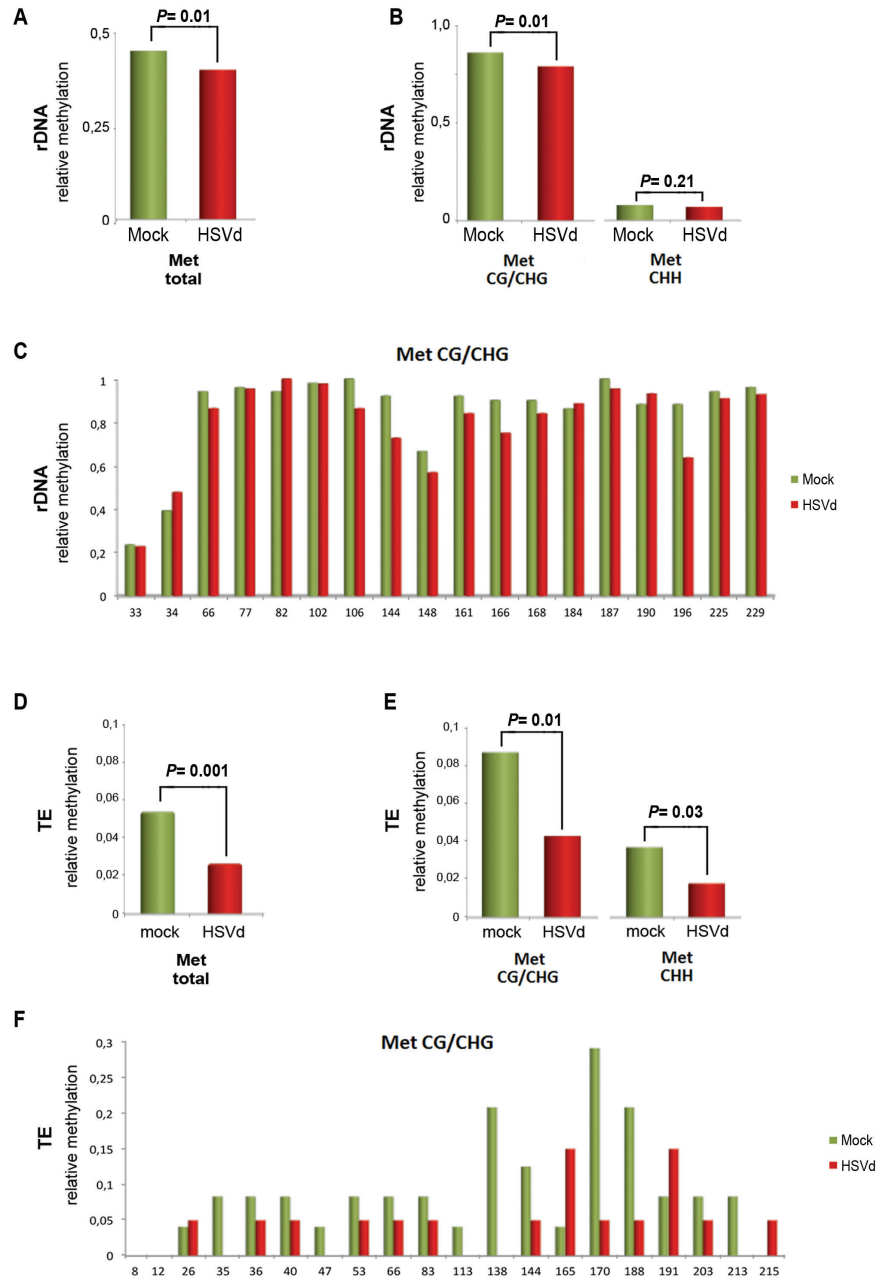 A
P= 0.01
rDNA
relative methylation
0,5
0,25
0
Mock HSVd
Met
total
B
P= 0.01
P= 0.21
rDNA
relative methylation
1,0
0,5
0
Mock HSVd Mock HSVd
Met
CG/CHG
Met
CHH
C
Met CG/CHG
rDNA
relative methylation
1
0,8
0,6
0,4
0,2
0
33 34 66 77 82 102 106 144 148 161 166 168 184 187 190 196 225 229
Mock
HSVd
D
P= 0.001
TE
relative methylation
0,1
0,08
0,06
0,04
0,02
0
mock HSVd
Met
total
E
P= 0.01
P= 0.03
TE
relative methylation
0,1
0,08
0,06
0,04
0,02
0
mock HSVd mock HSVd
Met
CG/CHG
Met
CHH
F
Met CG/CHG
TE
relative methylation
0,3
0,25
0,2
0,15
0,1
0,05
0
8 12 26 35 36 40 47 53 66 83 113 138 144 165 170 188 191 203 213 215
Mock
HSVd